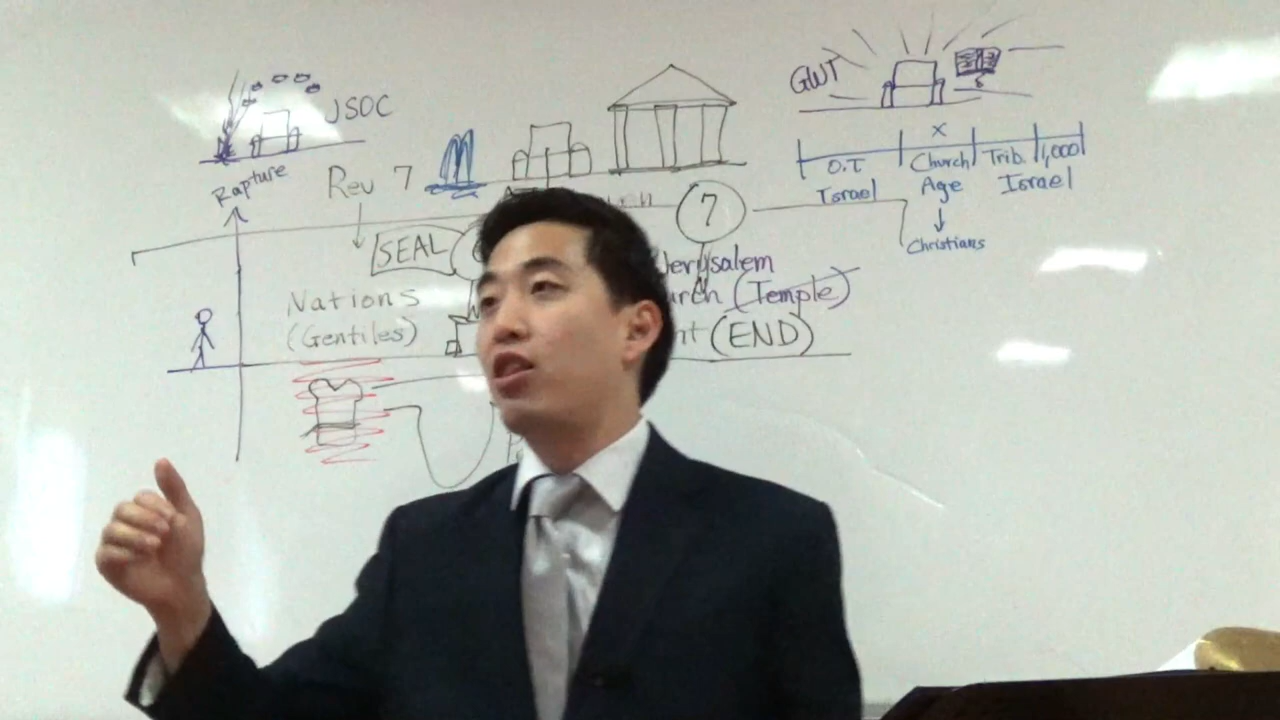 GWT
JSOC
Rapture
Rev 7
O.T
Israel
Church
Age
Trib. 1,000
Israel
x
Christians
7
SEAL
Jerusalem
Nations
(Gentiles)
(Temple)
(END)